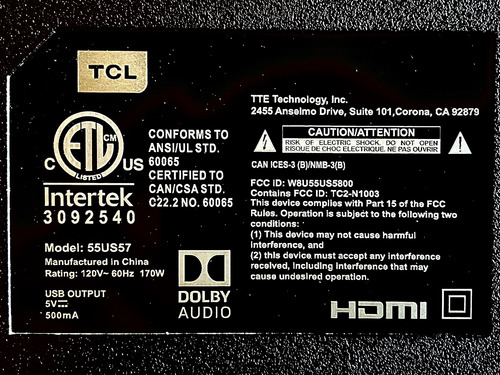 TCL
TTE Technology, Inc.
2455 Anselmo Drive, Suite 101,Corona, CA 92879
ETL CM
C US
LISTED
Intertek
3092540
CONFORMS TO
ANSI/UL STD.
60065
CERTIFIED TO
CAN/CSA STD.
C22.2 NO. 60065
CAUTION/ATTENTION
RISK OF ELECTRIC SHOCK. DO NOT OPEN
RISQUE DE CHOC ELECTRIQUE. NE PAS OUVRIR
CAN ICES-3 (B)/NMB-3(B)
FCC ID: W8U55US5800
Contains FCC ID: TC2-N1003
This device complies with Part 15 of the FCC
Rules. Operation is subject to the following two
conditions:
(1) This device may not cause harmful
interference, and
(2) this device must accept any interference
received, including interference that may
cause undesired operation.
Model: 55US57
Manufactured in China
Rating: 120V~ 60Hz 170W
USB OUTPUT
5V⎓
500mA
DOLBY
AUDIO
HDMI